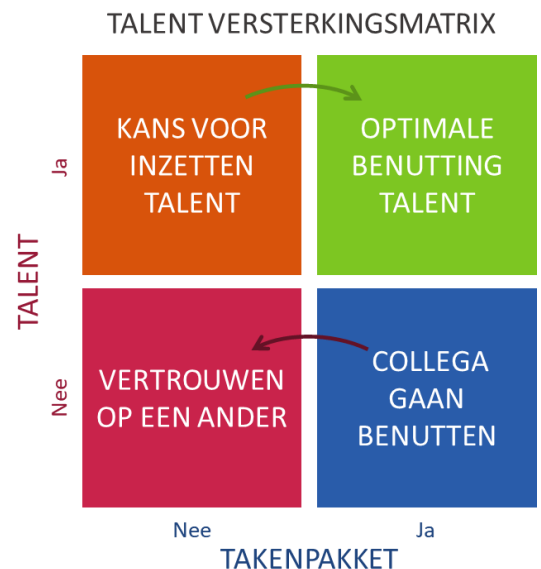 TALENT VERSTERKINGSMATRIX
KANS VOOR
INZETTEN
TALENT
OPTIMALE
BENUTTING
TALENT
VERTROUWEN
OP EEN ANDER
COLLEGA
GAAN
BENUTTEN
Ja
Nee
TALENT
Nee
Ja
TAKENPAKKET